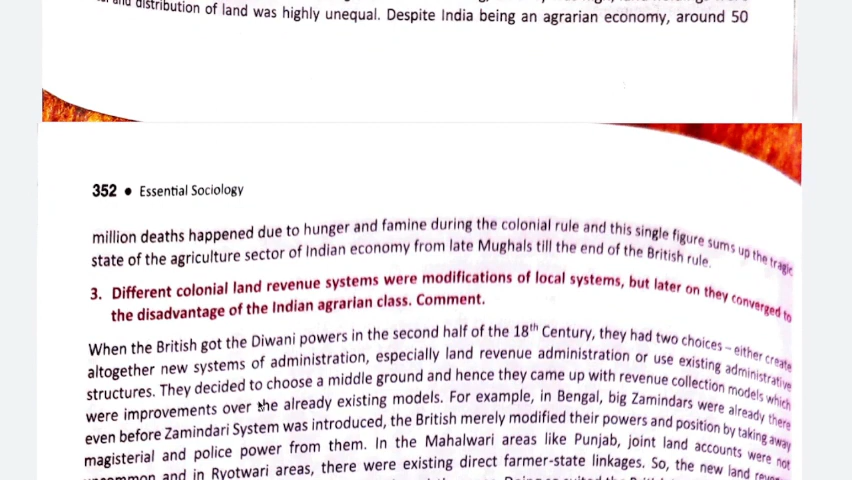 and distribution of land was highly unequal. Despite India being an agrarian economy, around 50
352 • Essential Sociology
million deaths happened due to hunger and famine during the colonial rule and this single figure sums up the tragic
state of the agriculture sector of Indian economy from late Mughals till the end of the British rule.
3. Different colonial land revenue systems were modifications of local systems, but later on they converged to
the disadvantage of the Indian agrarian class. Comment.
When the British got the Diwani powers in the second half of the 18th Century, they had two choices – either create
altogether new systems of administration, especially land revenue administration or use existing administrative
structures. They decided to choose a middle ground and hence they came up with revenue collection models which
were improvements over the already existing models. For example, in Bengal, big Zamindars were already there
even before Zamindari System was introduced, the British merely modified their powers and position by taking away
magisterial and police power from them. In the Mahalwari areas like Punjab, joint land accounts were not
and in Ryotwari areas, there were existing direct farmer-state linkages. So, the new land